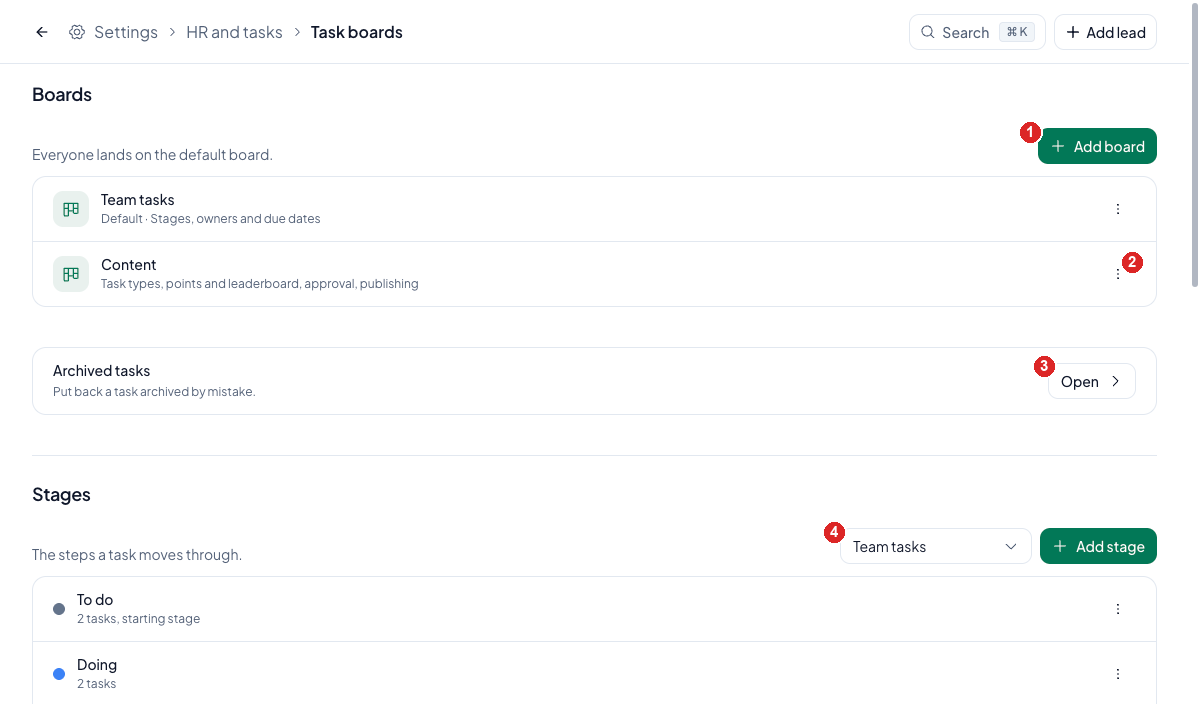 Settings > HR and tasks > Task boards
Search ⌘ K
+ Add lead
Boards
1
+ Add board
Everyone lands on the default board.
Team tasks
Default · Stages, owners and due dates
Content
2
Task types, points and leaderboard, approval, publishing
Archived tasks
3
Put back a task archived by mistake.
Open >
Stages
4
Team tasks
+ Add stage
The steps a task moves through.
To do
2 tasks, starting stage
Doing
2 tasks